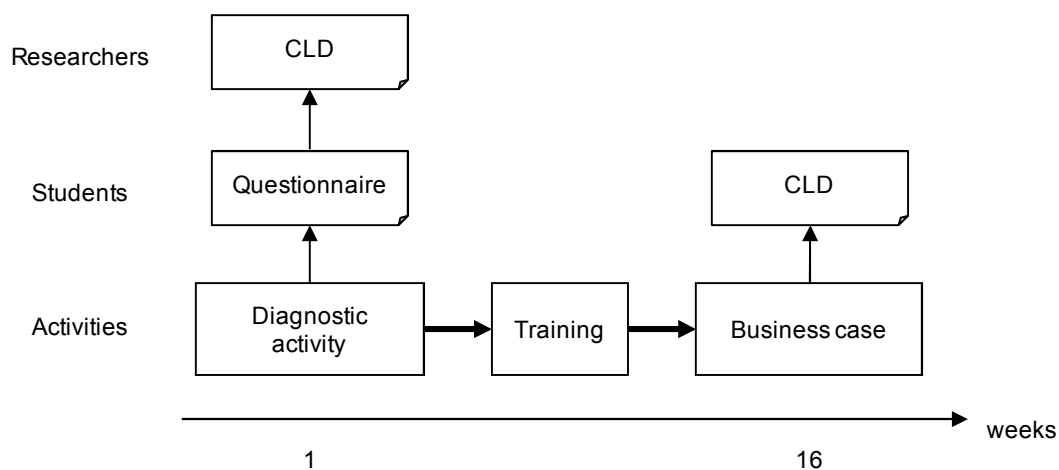 Researchers
CLD
Students
Questionnaire
CLD
Activities
Diagnostic
activity
Training
Business case
weeks
1
16